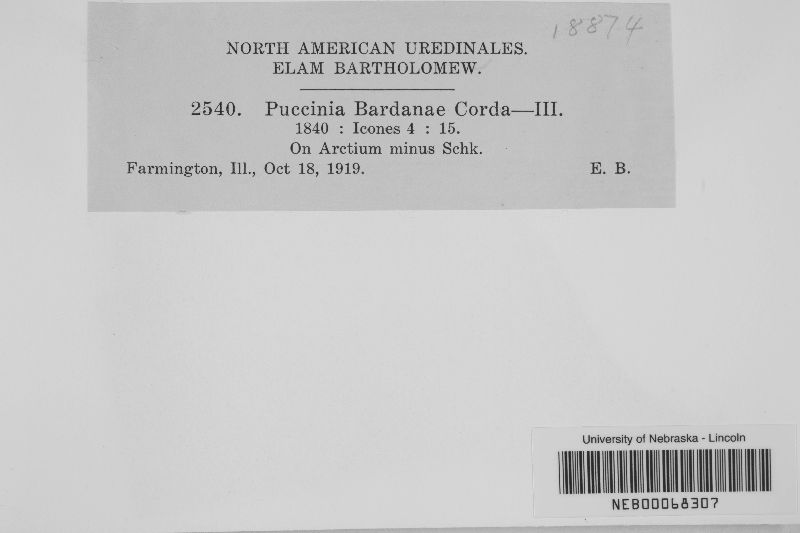 18874
NORTH AMERICAN UREDINALES.
ELAM BARTHOLOMEW.
2540. Puccinia Bardanae Corda—III.
1840 : Icones 4 : 15.
On Arctium minus Schk.
Farmington, Ill., Oct 18, 1919. E. B.
University of Nebraska - Lincoln
NEB00068307